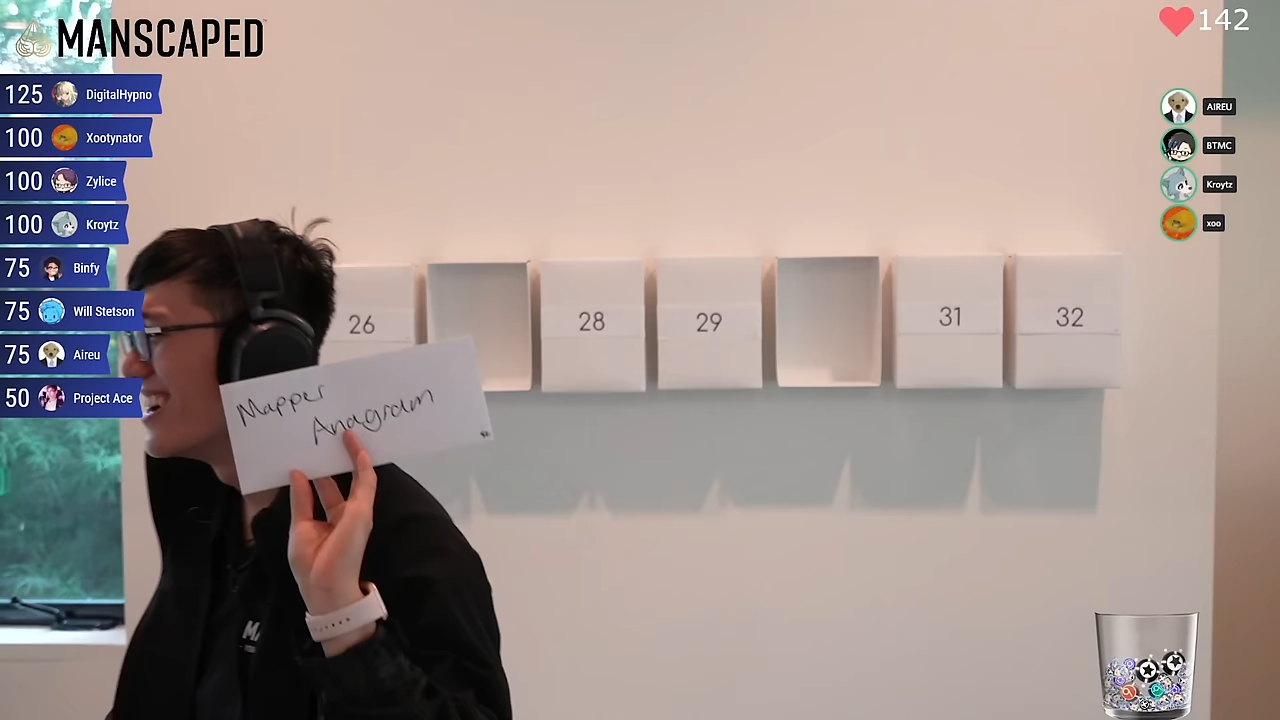 MANSCAPED
142
125 DigitalHypno
100 Xootynator
100 Zylice
100 Kroytz
75 Binfy
75 Will Stetson
75 Aireu
50 Project Ace
AIREU
BTMC
Kroytz
xoo
26
28
29
31
32
Mapper
Anagram
MA